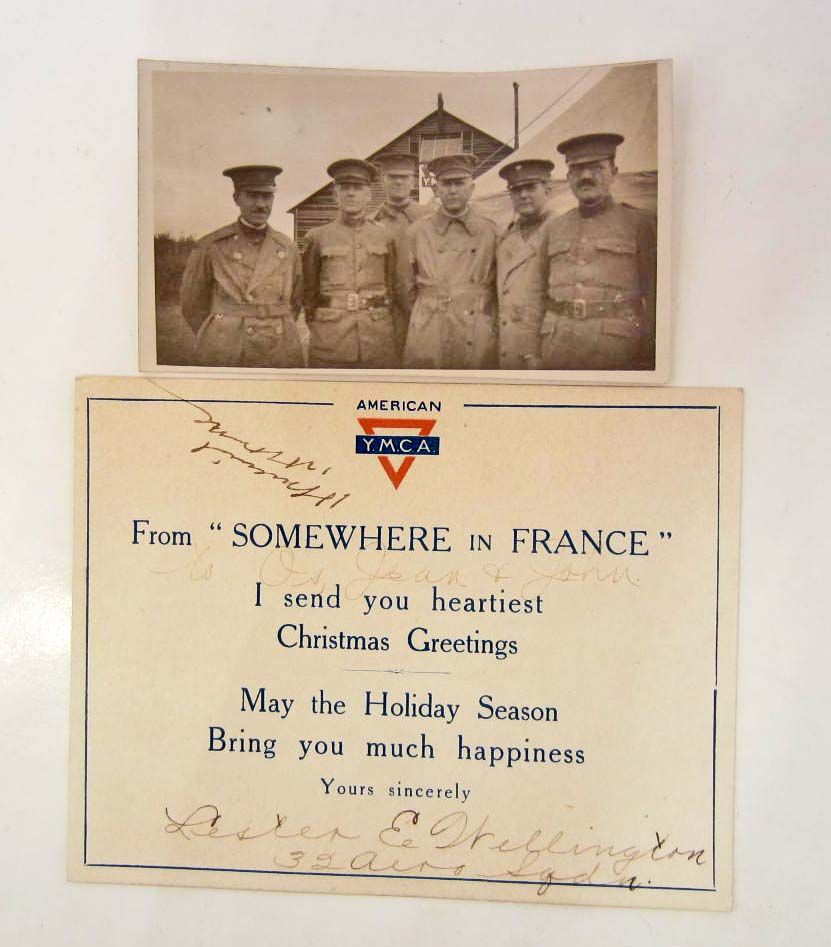 AMERICAN
Y.M.C.A.
From "SOMEWHERE IN FRANCE"
to Os, Jean & John.
I send you heartiest
Christmas Greetings
May the Holiday Season
Bring you much happiness
Yours sincerely
Lester E Wellington
32 Aero Sqdn.